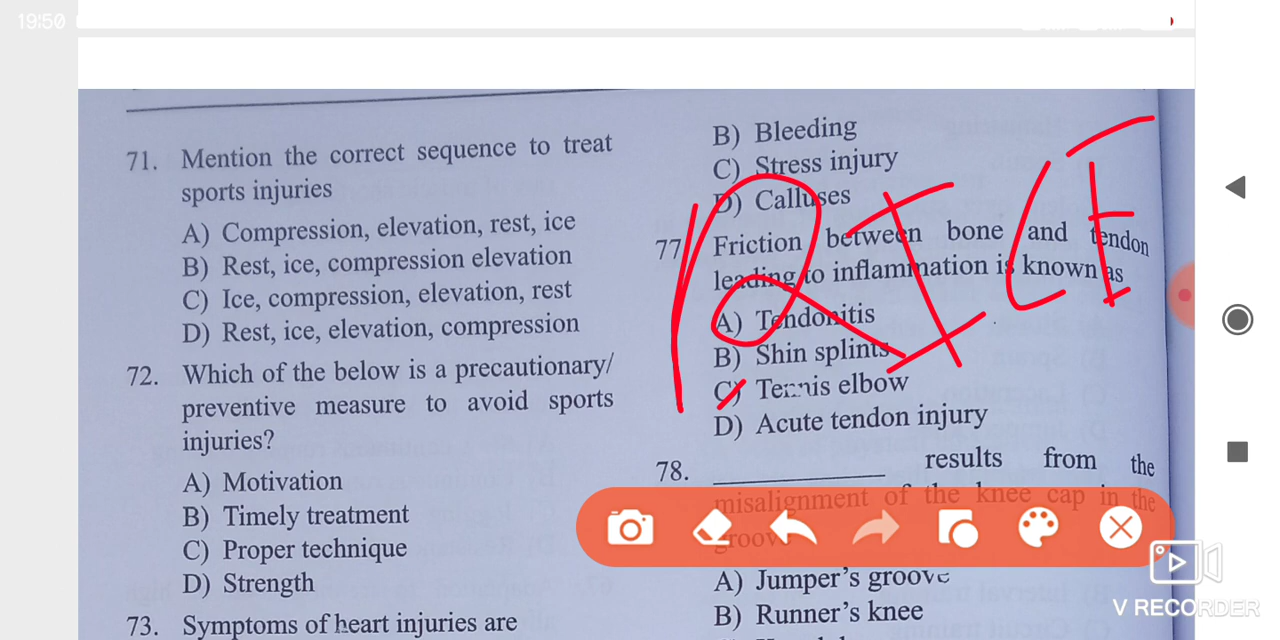 19:50
71. Mention the correct sequence to treat
sports injuries
A) Compression, elevation, rest, ice
B) Rest, ice, compression elevation
C) Ice, compression, elevation, rest
D) Rest, ice, elevation, compression
72. Which of the below is a precautionary/
preventive measure to avoid sports
injuries?
A) Motivation
B) Timely treatment
C) Proper technique
D) Strength
73. Symptoms of heart injuries are
B) Bleeding
C) Stress injury
D) Calluses
77. Friction between bone and tendon
leading to inflammation is known as
A) Tendonitis
B) Shin splints
C) Tennis elbow
D) Acute tendon injury
78. ____________ results from the
misalignment of the knee cap in the
groove
A) Jumper's groove
B) Runner's knee
RICE
V RECORDER